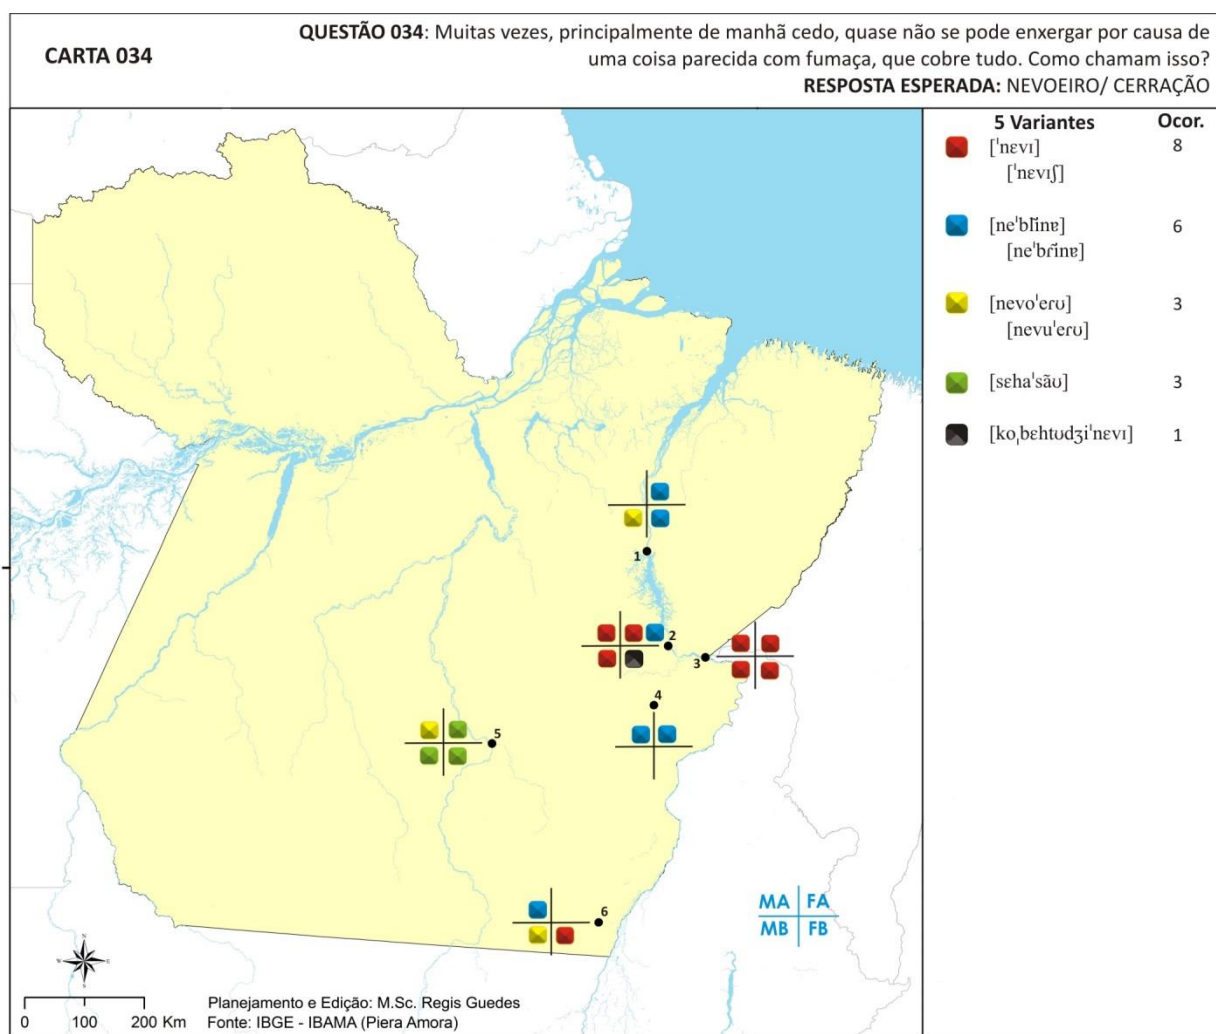 CARTA 034
QUESTÃO 034: Muitas vezes, principalmente de manhã cedo, quase não se pode enxergar por causa de
uma coisa parecida com fumaça, que cobre tudo. Como chamam isso?
RESPOSTA ESPERADA: NEVOEIRO/ CERRAÇÃO
5 Variantes Ocor.
[ˈnɛvɪ] 8
[ˈnɛvɪʃ]
[neˈblĩnɐ] 6
[neˈbɾĩnɐ]
[nevoˈeɾʊ] 3
[nevuˈeɾʊ]
[sɛhaˈsãʊ] 3
[koˌbɛhtʊdʒiˈnɛvɪ] 1
1
2
3
4
5
6
MA FA
MB FB
N
W E
S
0 100 200 Km
Planejamento e Edição: M.Sc. Regis Guedes
Fonte: IBGE - IBAMA (Piera Amora)